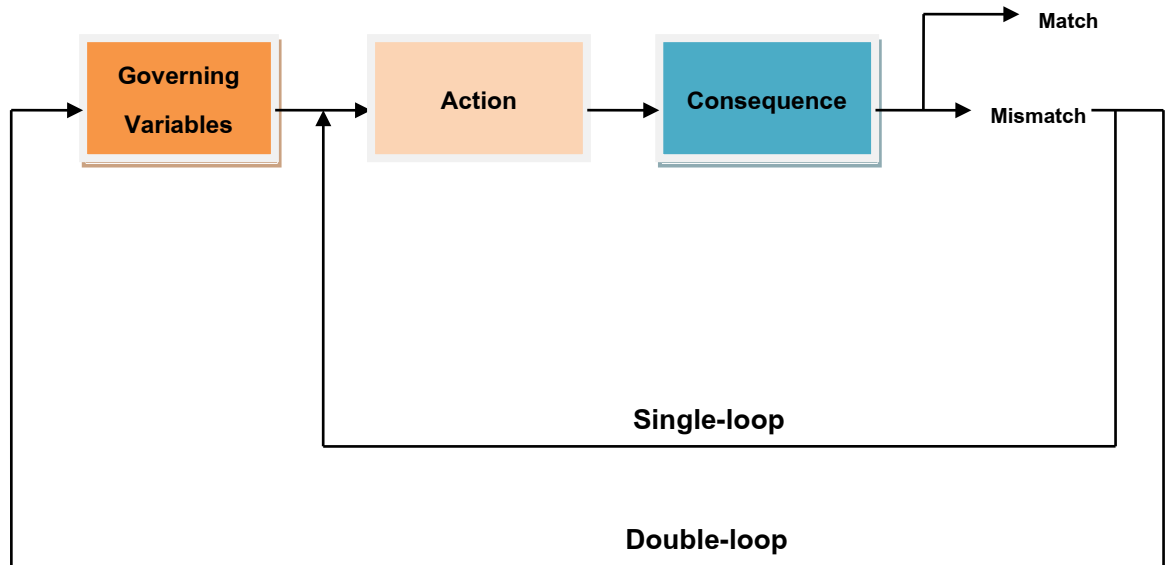 Match
Governing
Variables
Action
Consequence
Mismatch
Single-loop
Double-loop